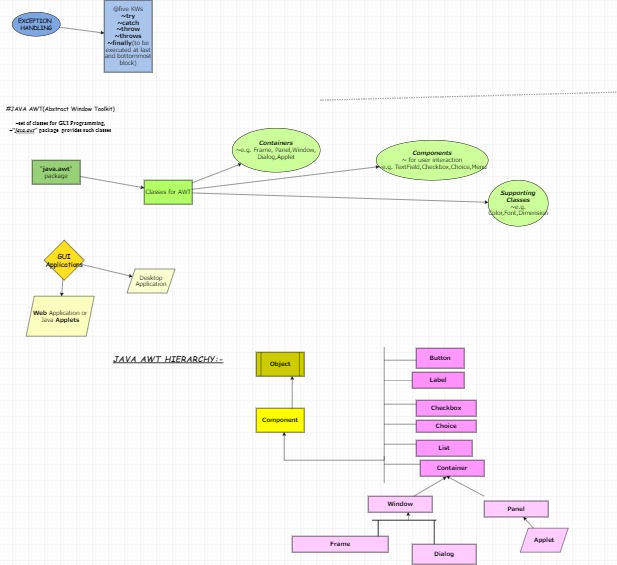 EXCEPTION
HANDLING
@five KWs
~try
~catch
~throw
~throws
~finally(to be
executed at last
and bottommost
block)
#JAVA AWT(Abstract Window Toolkit)
~set of classes for GUI Programming,
~"java.awt" package provides such classes
"java.awt"
package
Classes for AWT
Containers
~e.g. Frame, Panel,Window,
Dialog,Applet
Components
~ for user interaction
~e.g. TextField,Checkbox,Choice,Menu
Supporting
Classes
~e.g.
Color,Font,Dimension
GUI
Applications
Desktop
Application
Web Application or
Java Applets
JAVA AWT HIERARCHY:-
Object
Component
Button
Label
Checkbox
Choice
List
Container
Window
Panel
Frame
Dialog
Applet